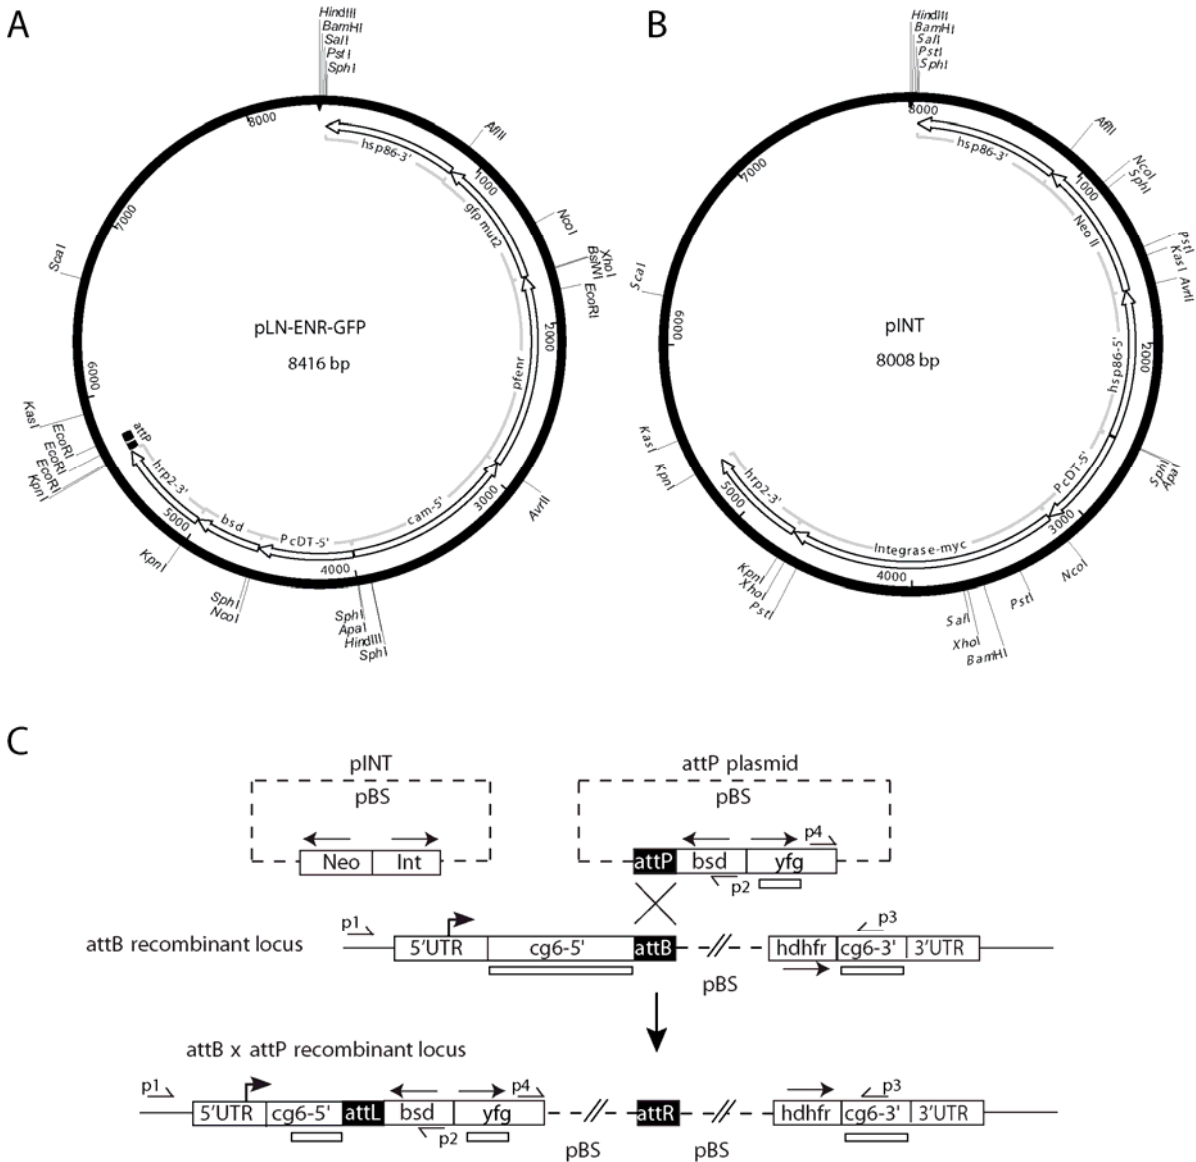 A
HindIII
BamHI
SalI
PstI
SphI
8000
AflII
hsp86-3'
1000
gfp mut2
NcoI
XhoI
BsiWI
EcoRI
7000
ScaI
pLN-ENR-GFP
8416 bp
2000
pfenr
6000
KasI
EcoRI
EcoRI
KpnI
attP
hrp2-3'
5000
bsd
PcDT-5'
cam-5'
3000
AvrII
KpnI
4000
SphI
NcoI
SphI
ApaI
HindIII
SphI
B
HindIII
BamHI
SalI
PstI
SphI
8000
AflII
hsp86-3'
1000
NcoI
SphI
7000
Neo II
PstI
KasI
AvrII
ScaI
6000
pINT
8008 bp
hsp86-5'
2000
KasI
KpnI
hrp2-3'
5000
PcDT-5'
SphI
ApaI
3000
Integrase-myc
4000
NcoI
KpnI
XhoI
PstI
PstI
SalI
XhoI
BamHI
C
pINT
pBS
Neo
Int
attP plasmid
pBS
p4
attP
bsd
yfg
p2
p1
p3
attB recombinant locus
5'UTR
cg6-5'
attB
pBS
hdhfr
cg6-3'
3'UTR
attB x attP recombinant locus
p1
p4
p3
5'UTR
cg6-5'
attL
bsd
yfg
attR
hdhfr
cg6-3'
3'UTR
p2
pBS
pBS